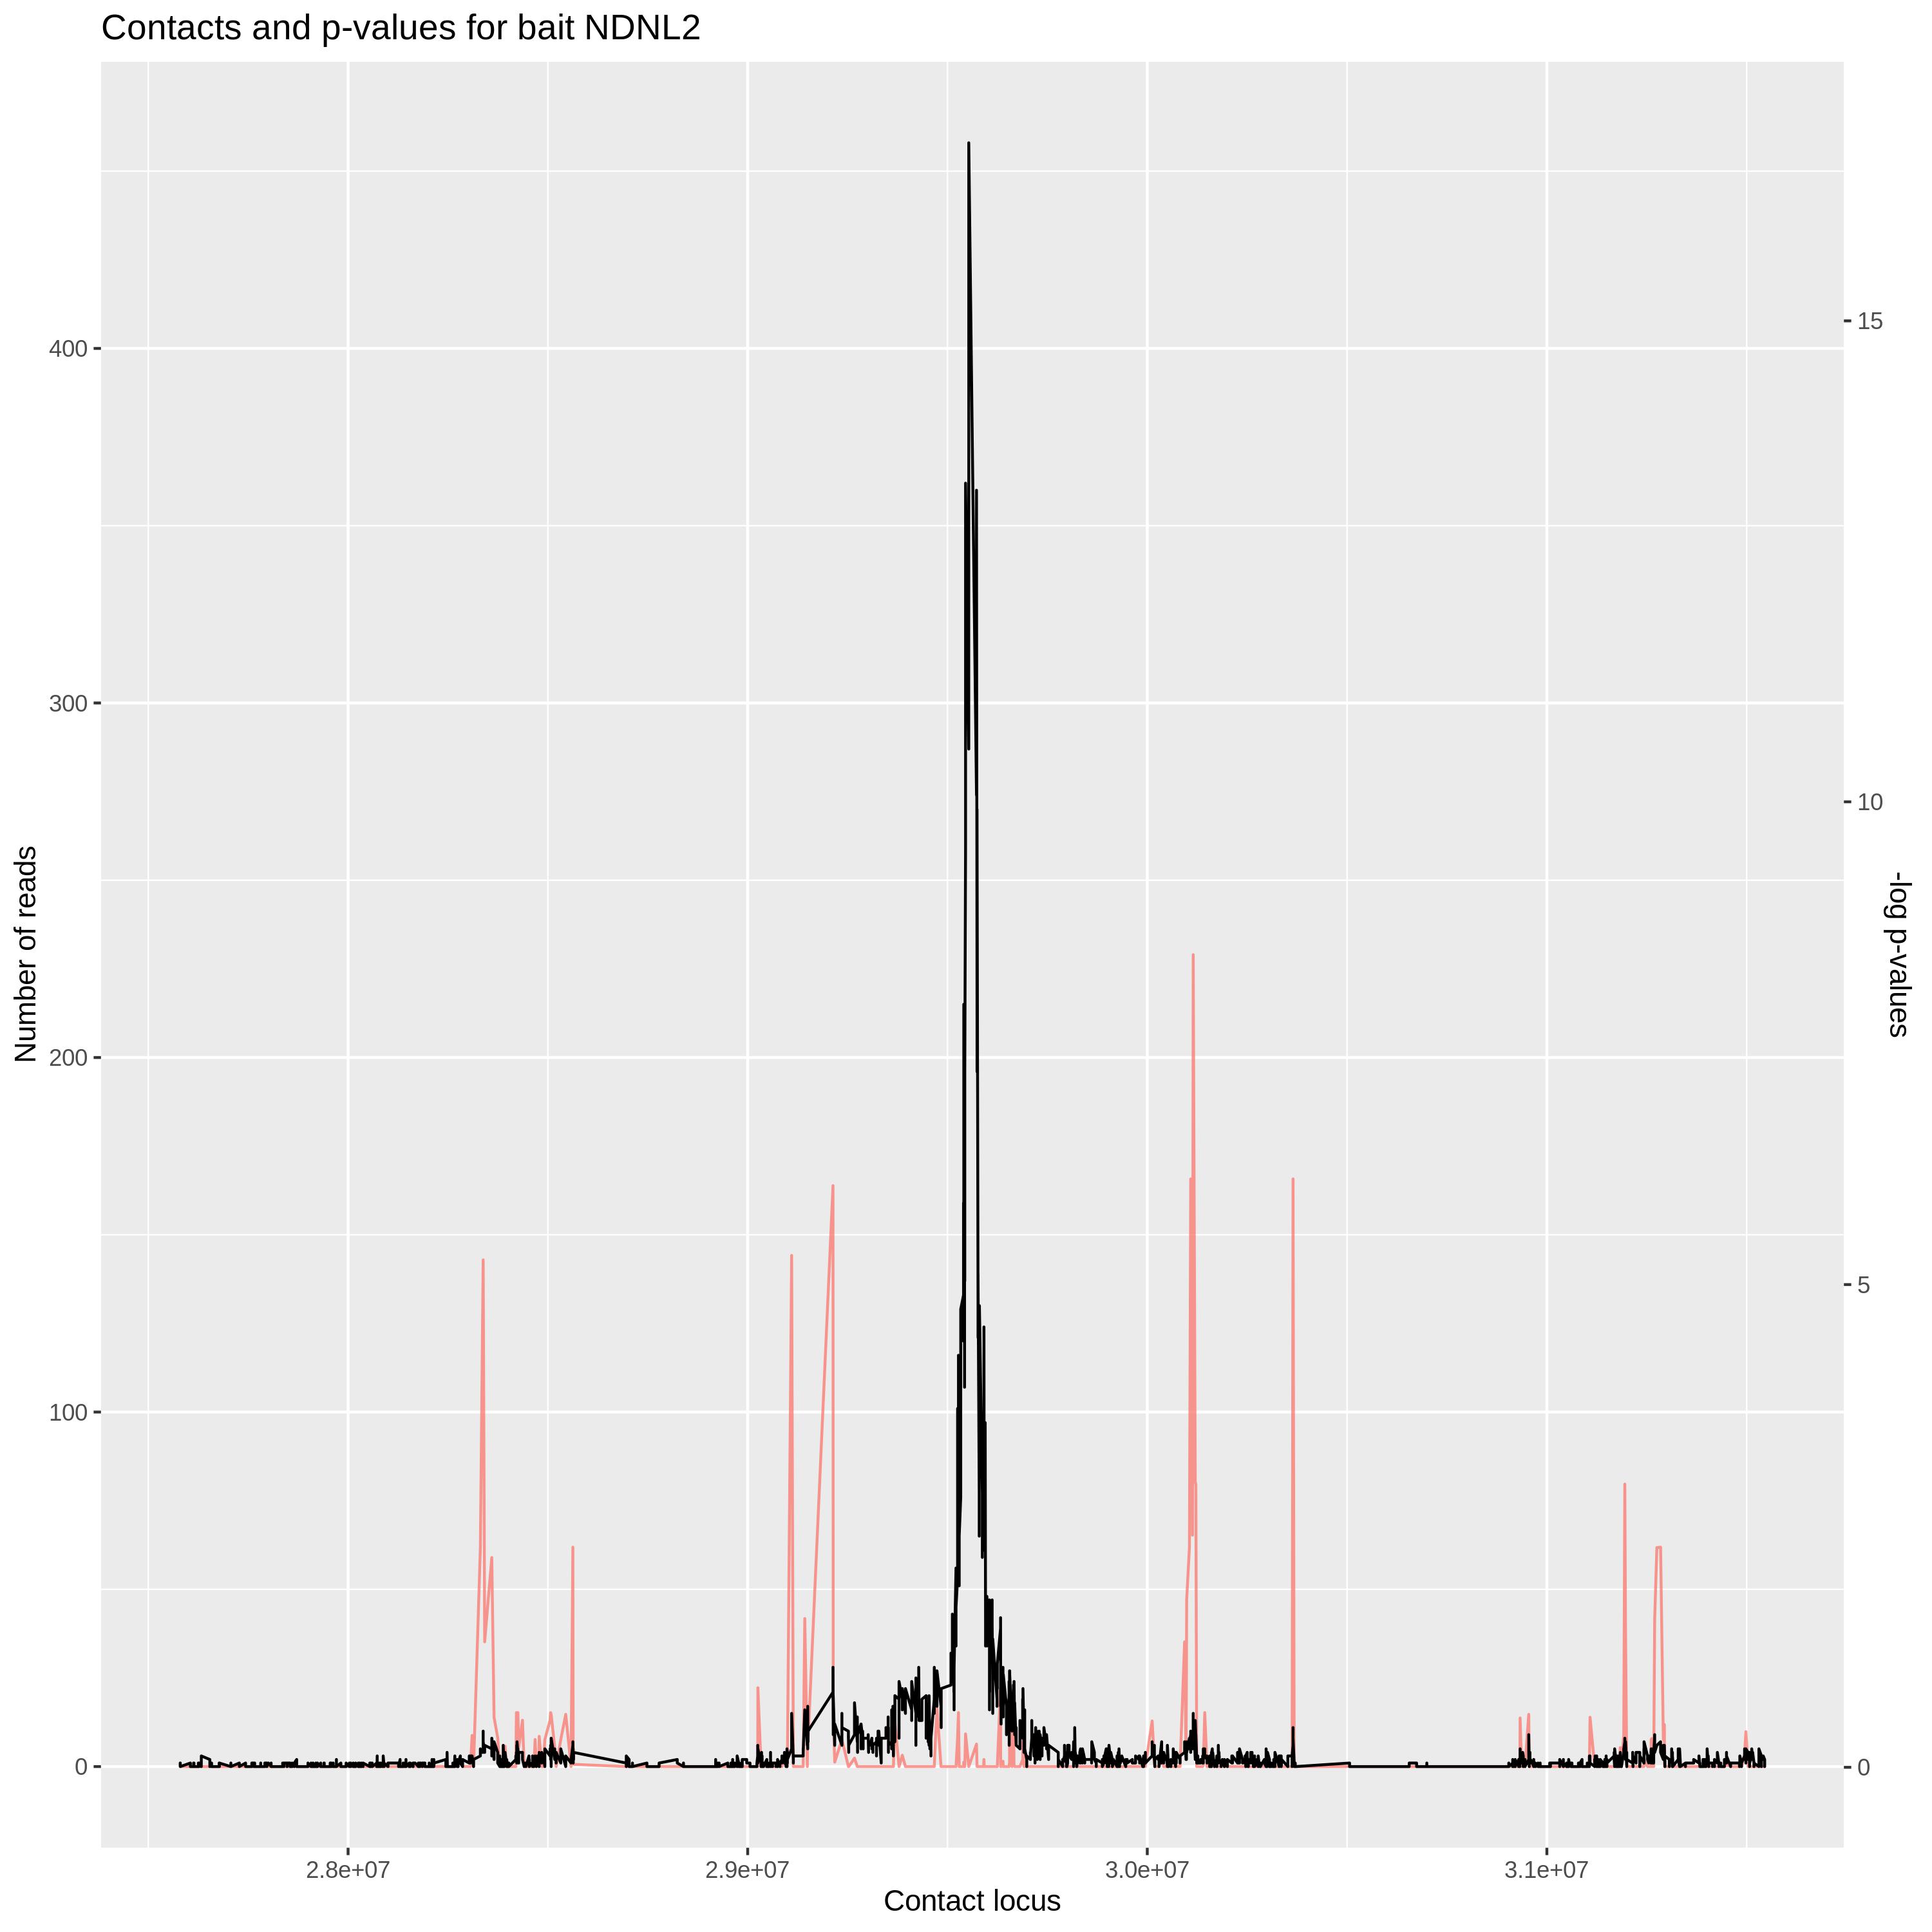 Contacts and p-values for bait NDNL2
400
300
200
100
0
Number of reads
15
10
5
0
-log p-values
2.8e+07
2.9e+07
3.0e+07
3.1e+07
Contact locus